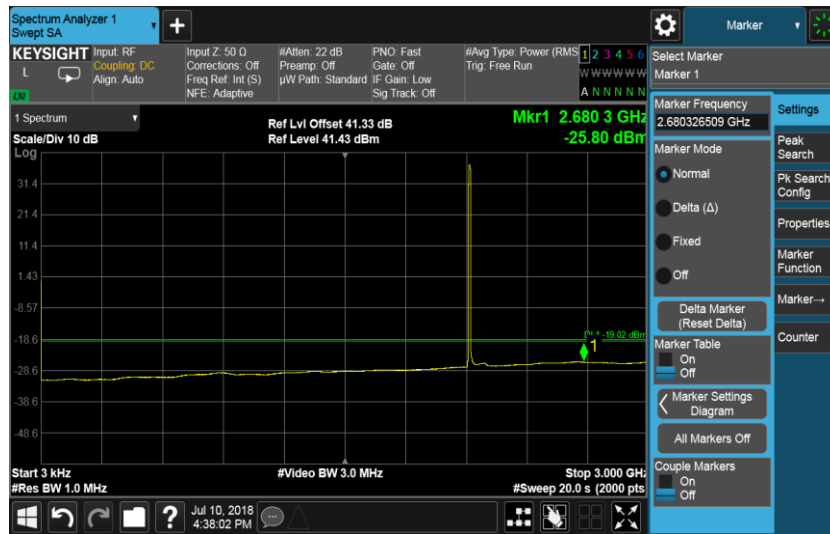 Spectrum Analyzer 1
Swept SA
+
Marker
KEYSIGHT
L
LXI
Input: RF
Coupling: DC
Align: Auto
Input Z: 50 Ω
Corrections: Off
Freq Ref: Int (S)
NFE: Adaptive
#Atten: 22 dB
Preamp: Off
µW Path: Standard
PNO: Fast
Gate: Off
IF Gain: Low
Sig Track: Off
#Avg Type: Power (RMS
Trig: Free Run
1 2 3 4 5 6
W W W W W W
A N N N N N
1 Spectrum
Scale/Div 10 dB
Log
Ref Lvl Offset 41.33 dB
Ref Level 41.43 dBm
Mkr1 2.680 3 GHz
-25.80 dBm
31.4
21.4
11.4
1.43
-8.57
-18.6
-28.6
-38.6
-48.6
DL1 -19.02 dBm
1
Start 3 kHz
#Res BW 1.0 MHz
#Video BW 3.0 MHz
Stop 3.000 GHz
#Sweep 20.0 s (2000 pts
?
Jul 10, 2018
4:38:02 PM
Select Marker
Marker 1
Marker Frequency
2.680326509 GHz
Marker Mode
Normal
Delta (Δ)
Fixed
Off
Delta Marker
(Reset Delta)
Marker Table
On
Off
Marker Settings
Diagram
All Markers Off
Couple Markers
On
Off
Settings
Peak
Search
Pk Search
Config
Properties
Marker
Function
Marker→
Counter